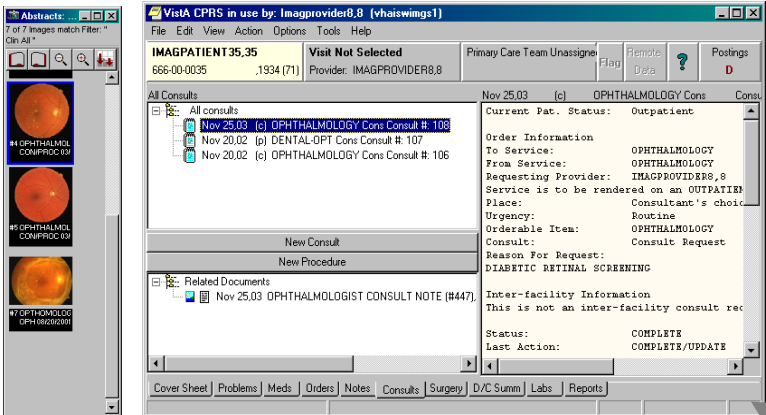 Abstracts: ...
7 of 7 Images match Filter: "
Clin All "
#4 OPHTHALMOL
CON/PROC 03/
#5 OPHTHALMOL
CON/PROC 03/
#7 OPTHOMOLOG
OPH 08/20/2001
VistA CPRS in use by: Imagprovider8,8 (vhaiswimgs1)
File Edit View Action Options Tools Help
IMAGPATIENT35,35
666-00-0035 ,1934 (71)
Visit Not Selected
Provider: IMAGPROVIDER8,8
Primary Care Team Unassigne
Flag
Remote
Data
?
Postings
D
All Consults
All consults
Nov 25,03 (c) OPHTHALMOLOGY Cons Consult #: 108
Nov 20,02 (p) DENTAL-OPT Cons Consult #: 107
Nov 20,02 (c) OPHTHALMOLOGY Cons Consult #: 106
New Consult
New Procedure
Related Documents
Nov 25,03 OPHTHALMOLOGIST CONSULT NOTE (#447),
Nov 25,03 (c) OPHTHALMOLOGY Cons Consu
Current Pat. Status: Outpatient
Order Information
To Service: OPHTHALMOLOGY
From Service: OPHTHALMOLOGY
Requesting Provider: IMAGPROVIDER8,8
Service is to be rendered on an OUTPATIEN
Place: Consultant's choic
Urgency: Routine
Orderable Item: OPHTHALMOLOGY
Consult: Consult Request
Reason For Request:
DIABETIC RETINAL SCREENING
Inter-facility Information
This is not an inter-facility consult rec
Status: COMPLETE
Last Action: COMPLETE/UPDATE
Cover Sheet Problems Meds Orders Notes Consults Surgery D/C Summ Labs Reports